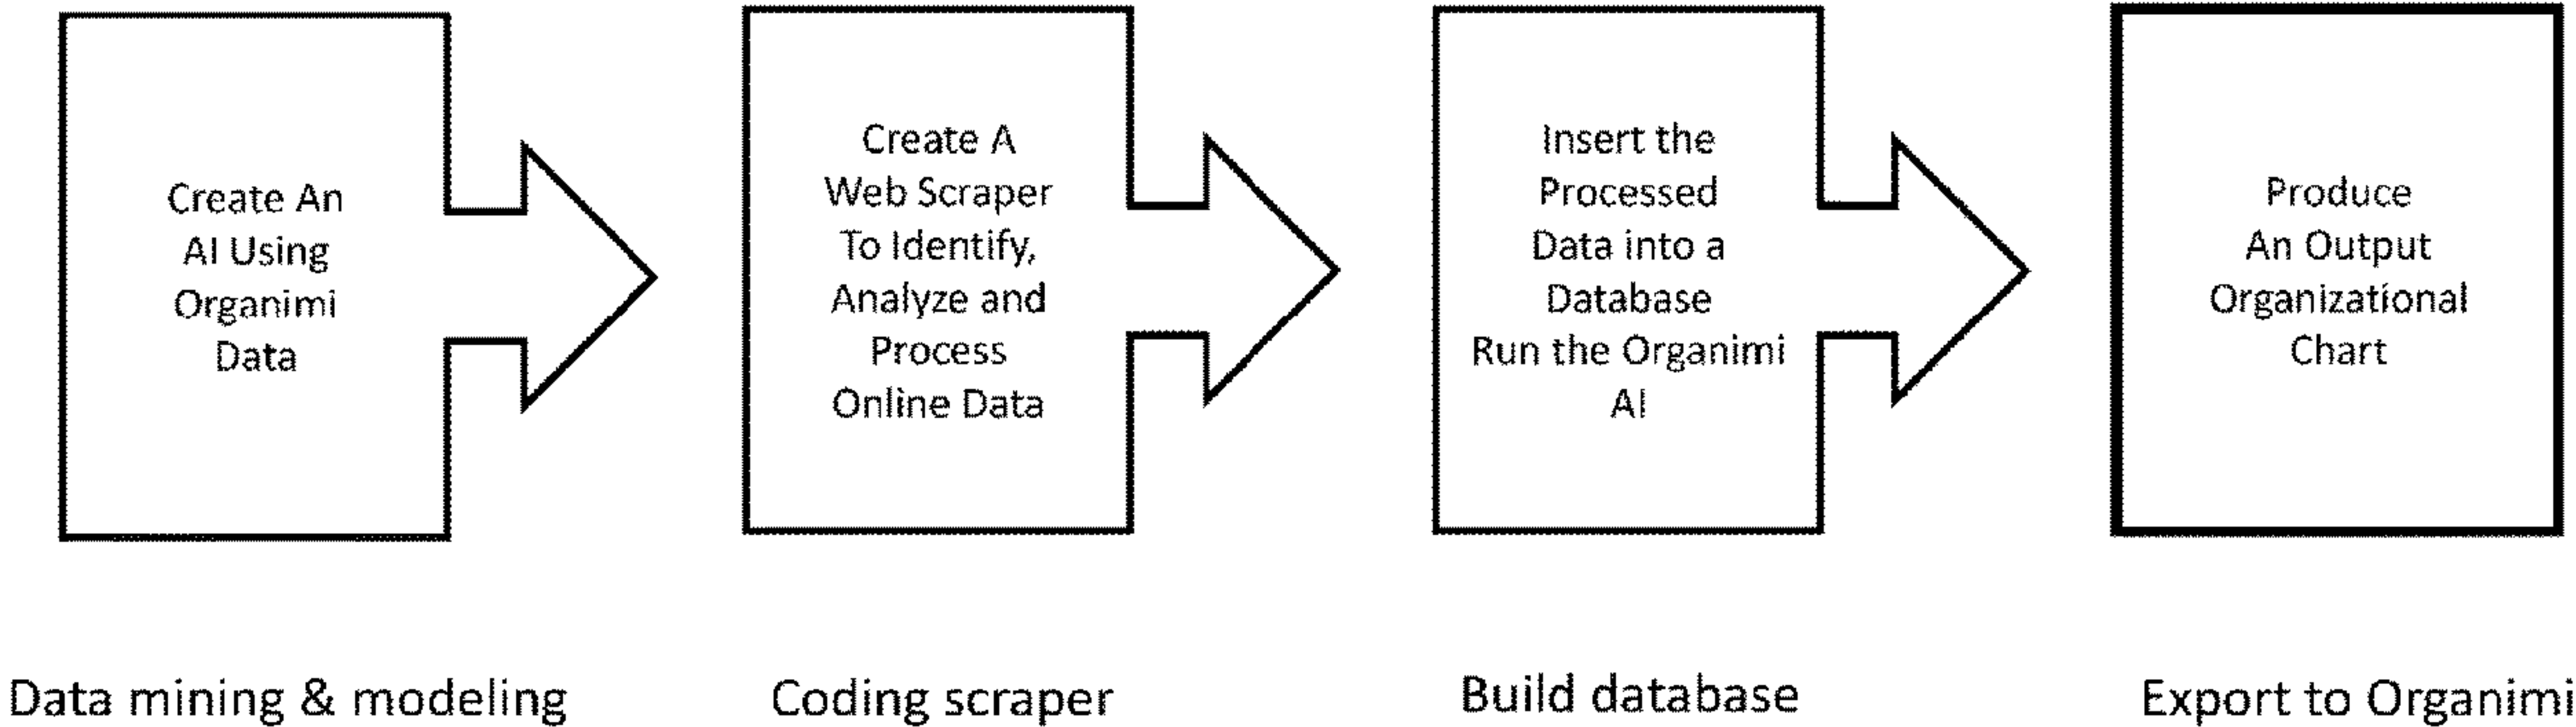 Create An
AI Using
Organimi
Data
Create A
Web Scraper
To Identify,
Analyze and
Process
Online Data
Insert the
Processed
Data into a
Database
Run the Organimi
AI
Produce
An Output
Organizational
Chart
Data mining & modeling
Coding scraper
Build database
Export to Organimi